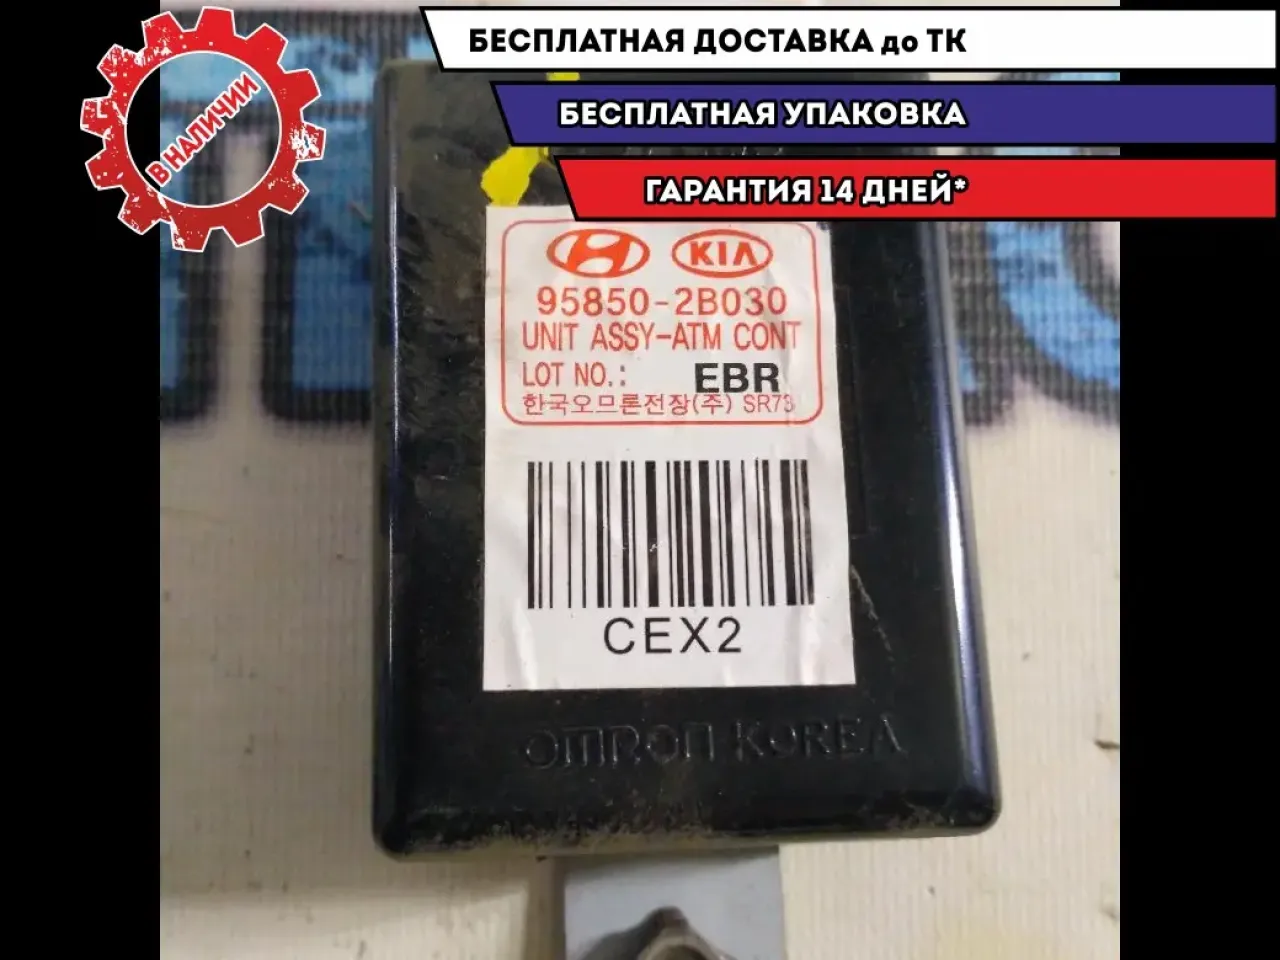 БЕСПЛАТНАЯ ДОСТАВКА до ТК
БЕСПЛАТНАЯ УПАКОВКА
ГАРАНТИЯ 14 ДНЕЙ*
В НАЛИЧИИ
KIA
95850-2B030
UNIT ASSY-ATM CONT
LOT NO.: EBR
한국오므론전장(주) SR73
CEX2
OMRON KOREA